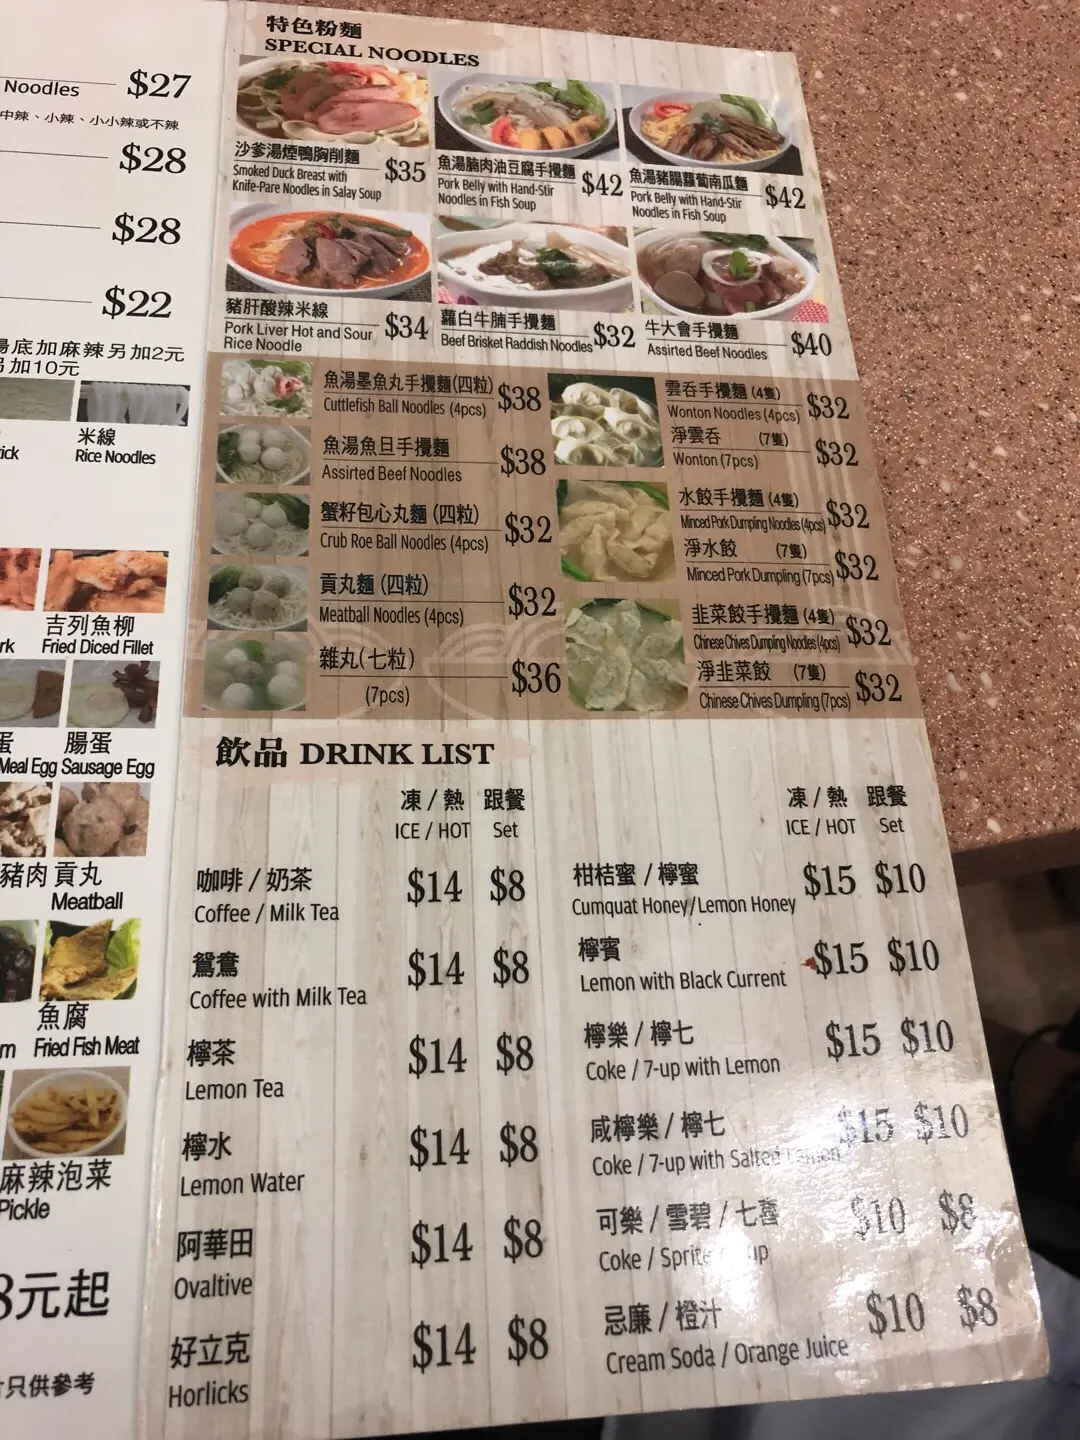 Noodles $27
中辣、小辣、小小辣或不辣
$28
$28
$22
湯底加麻辣另加2元
另加10元
米線
Rice Noodles
吉列魚柳
Fried Diced Fillet
蛋 腸蛋
Meal Egg Sausage Egg
豬肉 貢丸
Meatball
魚腐
Fried Fish Meat
麻辣泡菜
Pickle
8元起
片只供參考
特色粉麵
SPECIAL NOODLES
沙爹湯煙鴨胸削麵
Smoked Duck Breast with
Knife-Pare Noodles in Salay Soup
$35
魚湯腩肉油豆腐手攪麵
Pork Belly with Hand-Stir
Noodles in Fish Soup
$42
魚湯豬腸蘿蔔南瓜麵
Pork Belly with Hand-Stir
Noodles in Fish Soup
$42
豬肝酸辣米線
Pork Liver Hot and Sour
Rice Noodle
$34
蘿白牛腩手攪麵
Beef Brisket Raddish Noodles
$32
牛大會手攪麵
Assirted Beef Noodles
$40
魚湯墨魚丸手攪麵(四粒)
Cuttlefish Ball Noodles (4pcs)
$38
魚湯魚旦手攪麵
Assirted Beef Noodles
$38
蟹籽包心丸麵 (四粒)
Crub Roe Ball Noodles (4pcs)
$32
貢丸麵 (四粒)
Meatball Noodles (4pcs)
$32
雜丸(七粒)
(7pcs)
$36
雲吞手攪麵 (4隻)
Wonton Noodles (4pcs)
$32
淨雲吞 (7隻)
Wonton (7pcs)
$32
水餃手攪麵 (4隻)
Minced Pork Dumpling Noodles (4pcs)
$32
淨水餃 (7隻)
Minced Pork Dumpling (7pcs)
$32
韭菜餃手攪麵 (4隻)
Chinese Chives Dumpling Noodles (4pcs)
$32
淨韭菜餃 (7隻)
Chinese Chives Dumpling (7pcs)
$32
飲品 DRINK LIST
凍 / 熱 跟餐
ICE / HOT Set
咖啡 / 奶茶
Coffee / Milk Tea
$14 $8
鴛鴦
Coffee with Milk Tea
$14 $8
檸茶
Lemon Tea
$14 $8
檸水
Lemon Water
$14 $8
阿華田
Ovaltive
$14 $8
好立克
Horlicks
$14 $8
凍 / 熱 跟餐
ICE / HOT Set
柑桔蜜 / 檸蜜
Cumquat Honey/Lemon Honey
$15 $10
檸賓
Lemon with Black Current
$15 $10
檸樂 / 檸七
Coke / 7-up with Lemon
$15 $10
咸檸樂 / 檸七
Coke / 7-up with Salted Lemon
$15 $10
可樂 / 雪碧 / 七喜
Coke / Sprite
$10 $8
忌廉 / 橙汁
Cream Soda / Orange Juice
$10 $8